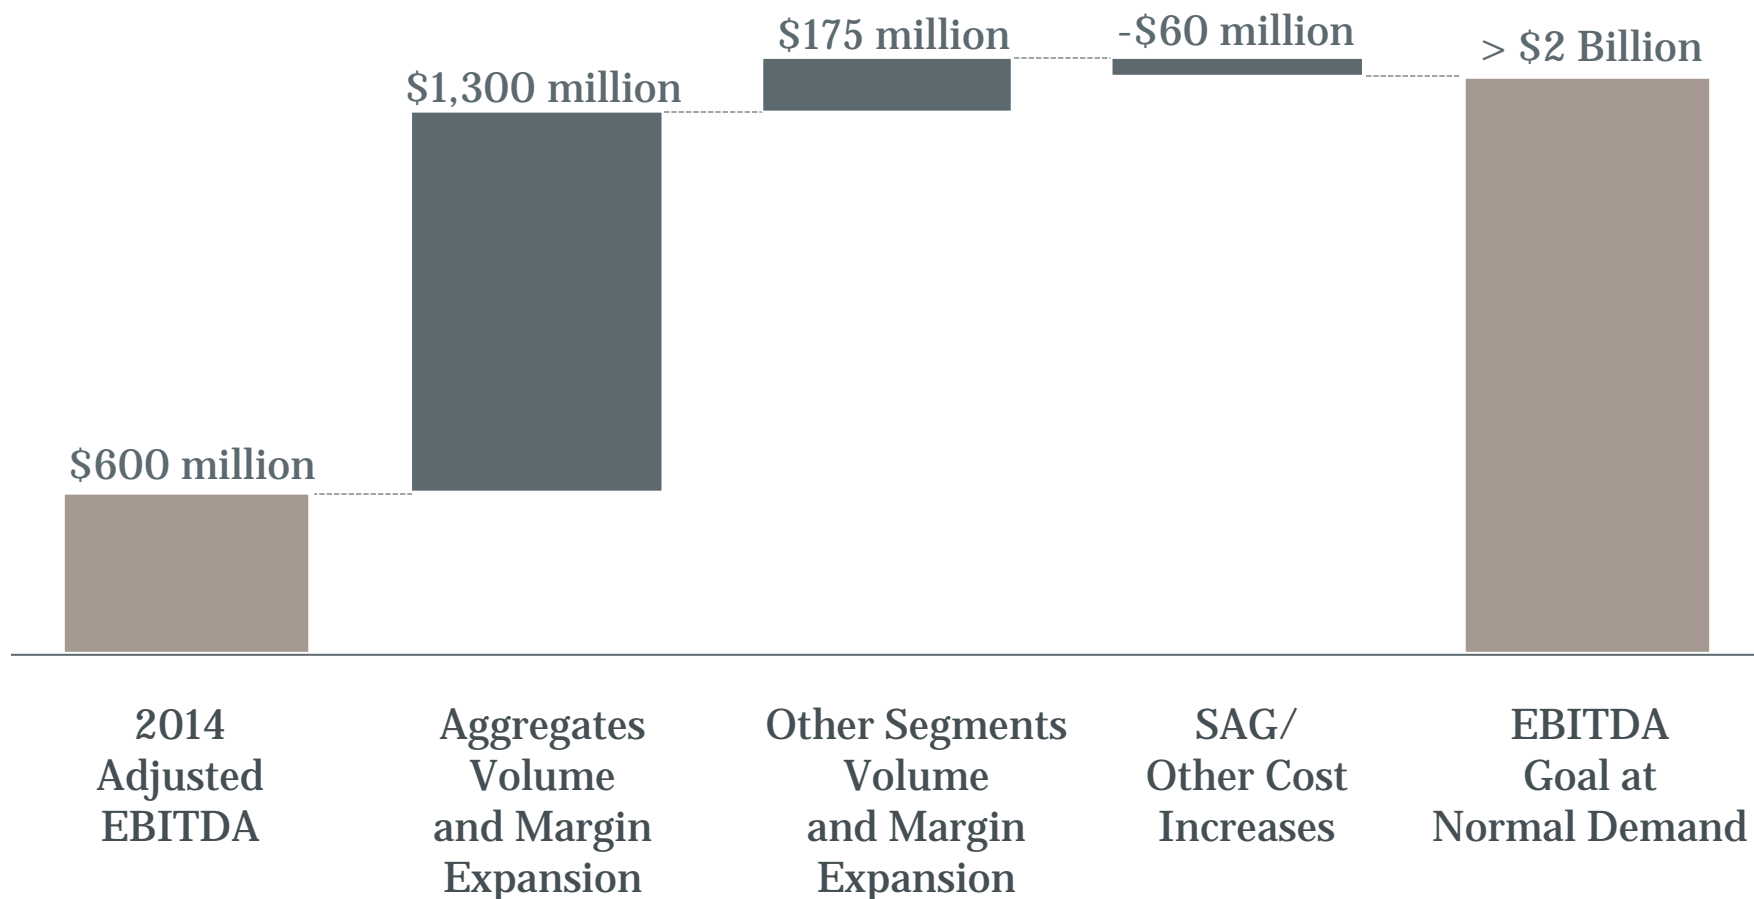 $175 million
-$60 million
> $2 Billion
$1,300 million
$600 million
2014
Adjusted
EBITDA
Aggregates
Volume
and Margin
Expansion
Other Segments
Volume
and Margin
Expansion
SAG/
Other Cost
Increases
EBITDA
Goal at
Normal Demand